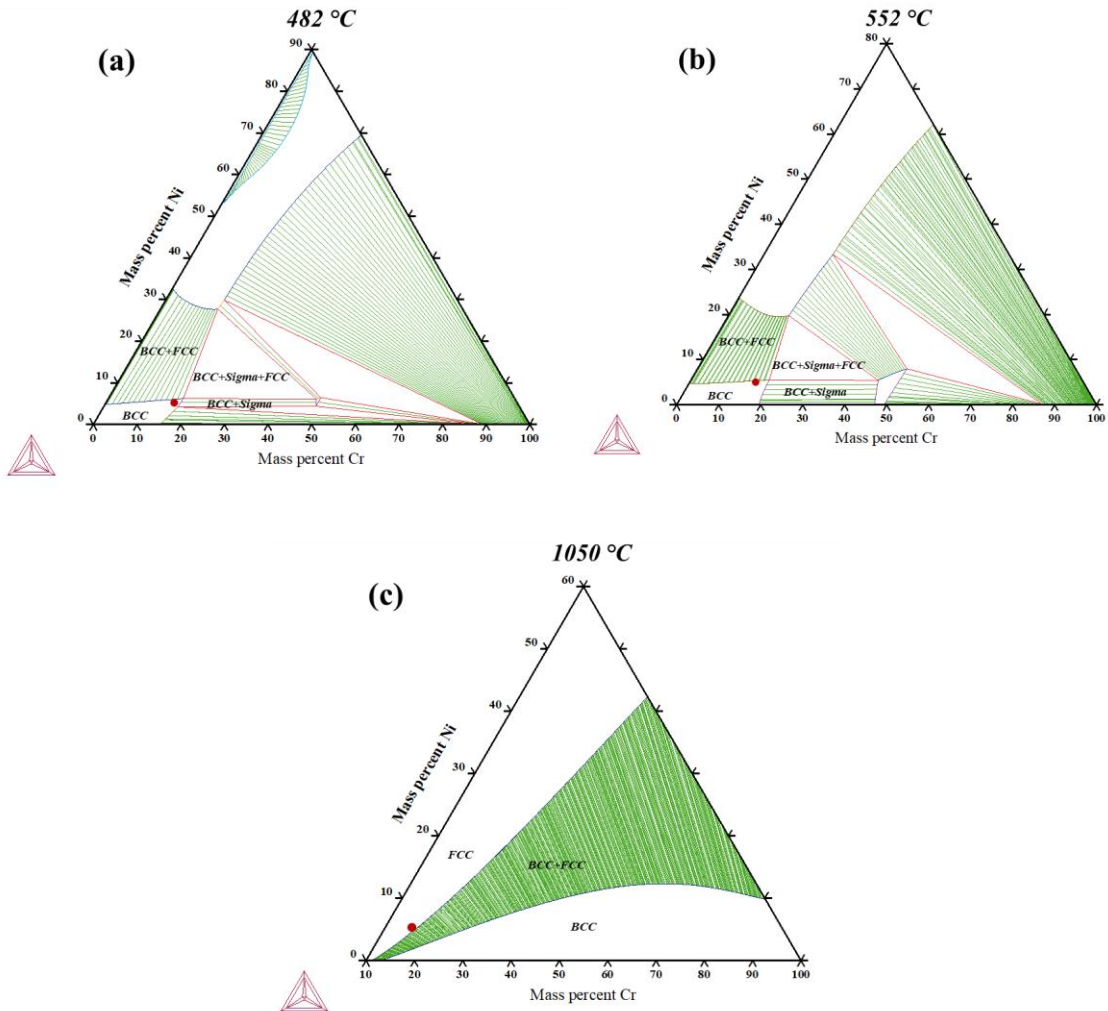 482 °C
(a)
90
80
70
60
50
40
30
20
10
0
Mass percent Ni
BCC+FCC
BCC+Sigma+FCC
BCC+Sigma
BCC
0 10 20 30 40 50 60 70 80 90 100
Mass percent Cr
552 °C
(b)
80
70
60
50
40
30
20
10
0
Mass percent Ni
BCC+FCC
BCC+Sigma+FCC
BCC+Sigma
BCC
0 10 20 30 40 50 60 70 80 90 100
Mass percent Cr
1050 °C
(c)
60
50
40
30
20
10
0
Mass percent Ni
FCC
BCC+FCC
BCC
10 20 30 40 50 60 70 80 90 100
Mass percent Cr